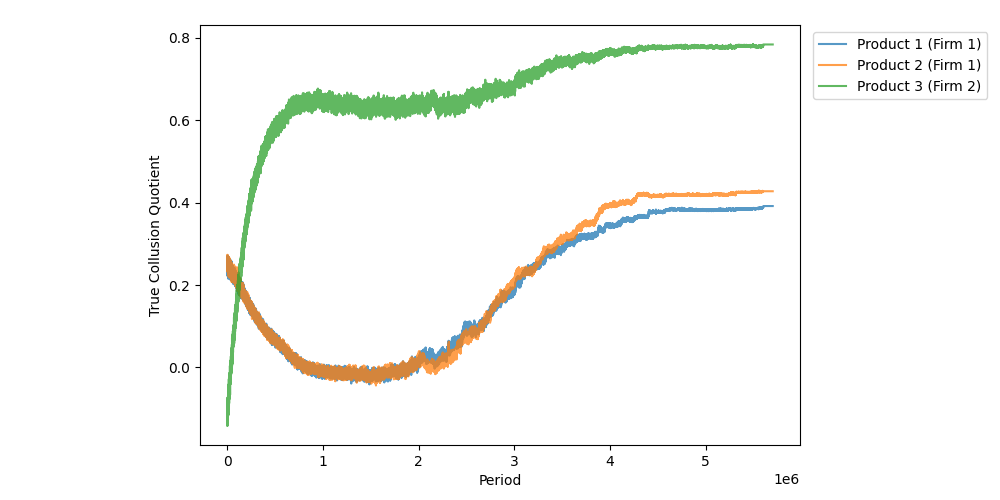 0.8
0.6
0.4
0.2
0.0
True Collusion Quotient
0
1
2
3
4
5
1e6
Period
Product 1 (Firm 1)
Product 2 (Firm 1)
Product 3 (Firm 2)